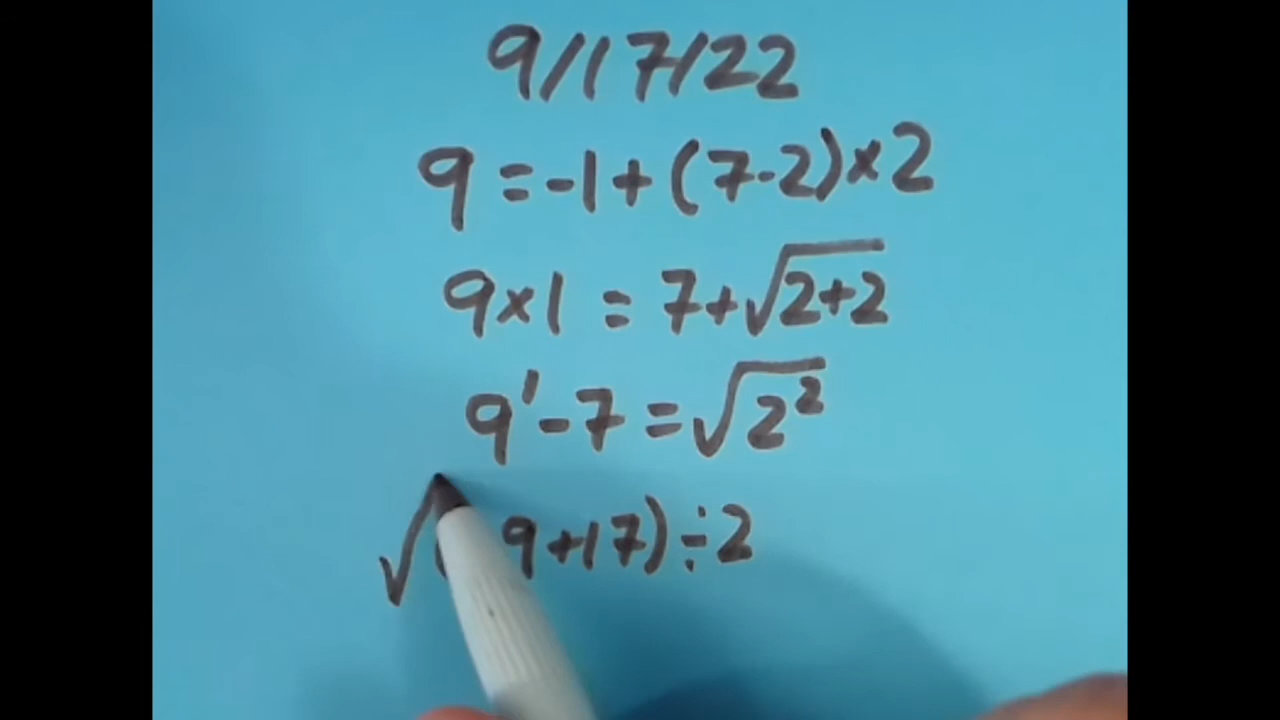 9/17/22
9 = -1 + (7-2) × 2
9 × 1 = 7 + √(2+2)
9¹ - 7 = √2²
√( 9 + 17) ÷ 2